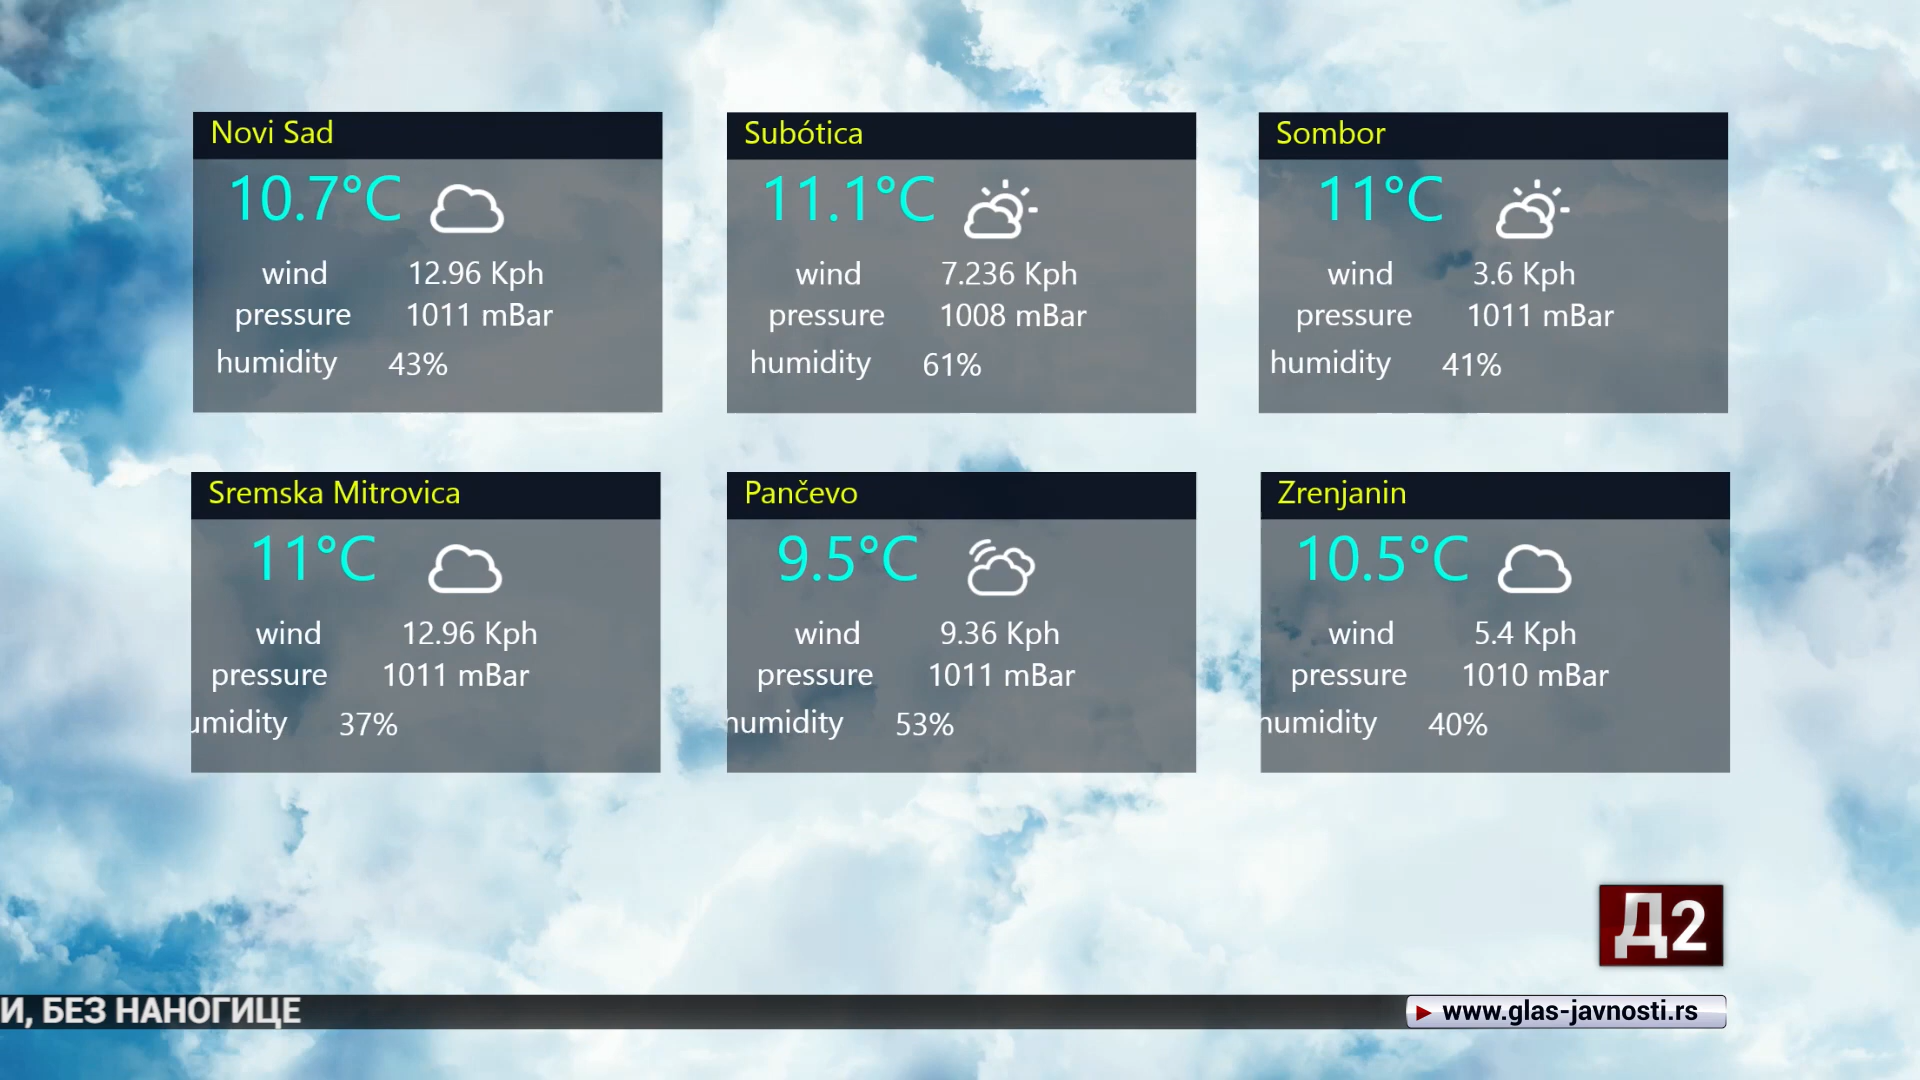 Novi Sad
10.7°C
wind 12.96 Kph
pressure 1011 mBar
humidity 43%
Subótica
11.1°C
wind 7.236 Kph
pressure 1008 mBar
humidity 61%
Sombor
11°C
wind 3.6 Kph
pressure 1011 mBar
humidity 41%
Sremska Mitrovica
11°C
wind 12.96 Kph
pressure 1011 mBar
umidity 37%
Pančevo
9.5°C
wind 9.36 Kph
pressure 1011 mBar
humidity 53%
Zrenjanin
10.5°C
wind 5.4 Kph
pressure 1010 mBar
humidity 40%
Д2
И, БЕЗ НАНОГИЦЕ
www.glas-javnosti.rs